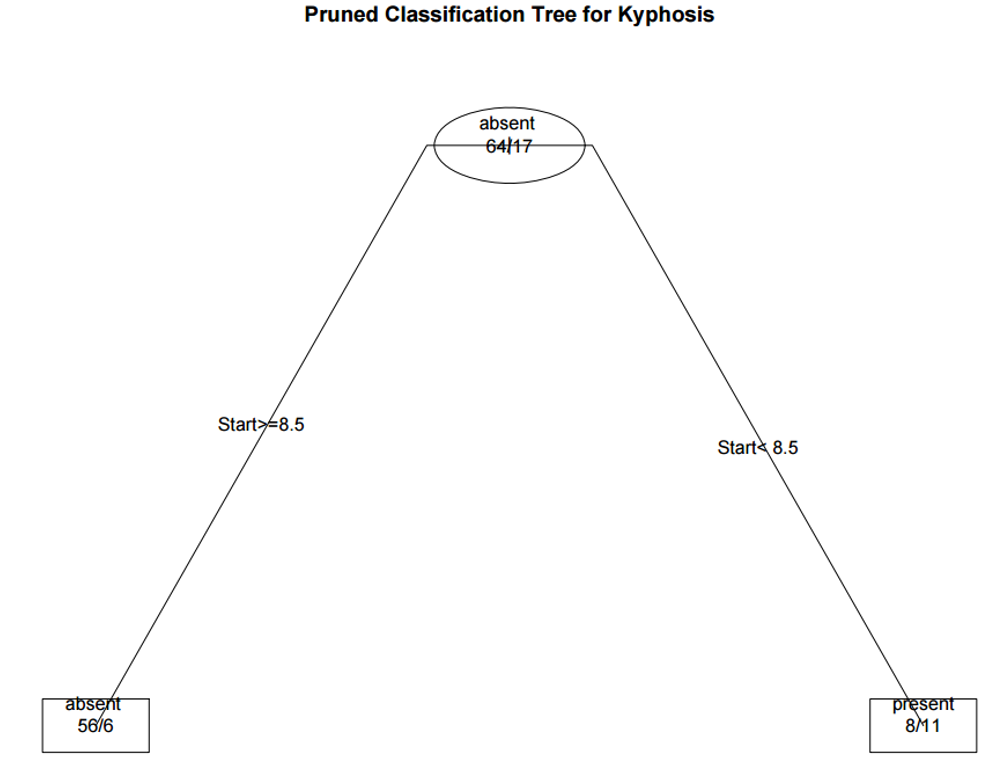 Pruned Classification Tree for Kyphosis
absent
64/17
Start>=8.5
Start< 8.5
absent
56/6
present
8/11